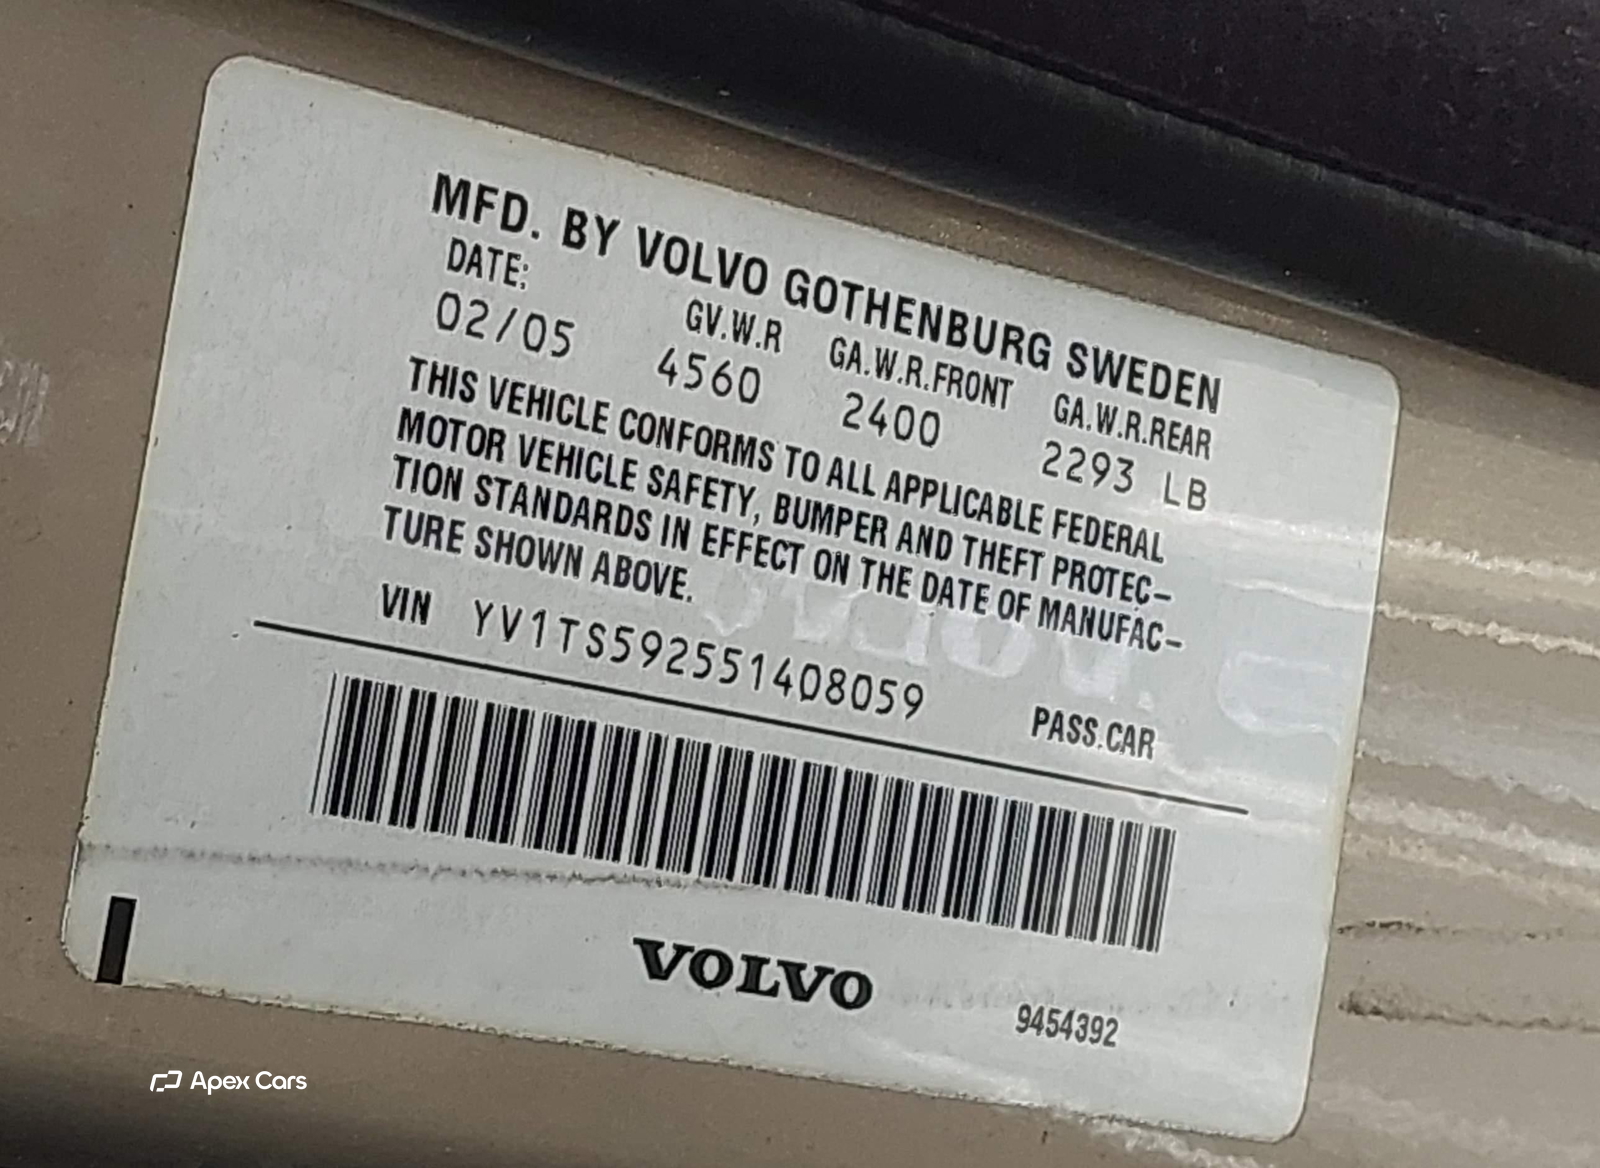 MFD. BY VOLVO GOTHENBURG SWEDEN
DATE: GV.W.R GA.W.R.FRONT GA.W.R.REAR
02/05 4560 2400 2293 LB
THIS VEHICLE CONFORMS TO ALL APPLICABLE FEDERAL
MOTOR VEHICLE SAFETY, BUMPER AND THEFT PROTEC-
TION STANDARDS IN EFFECT ON THE DATE OF MANUFAC-
TURE SHOWN ABOVE.
VIN YV1TS592551408059 PASS.CAR
VOLVO
9454392
Apex Cars